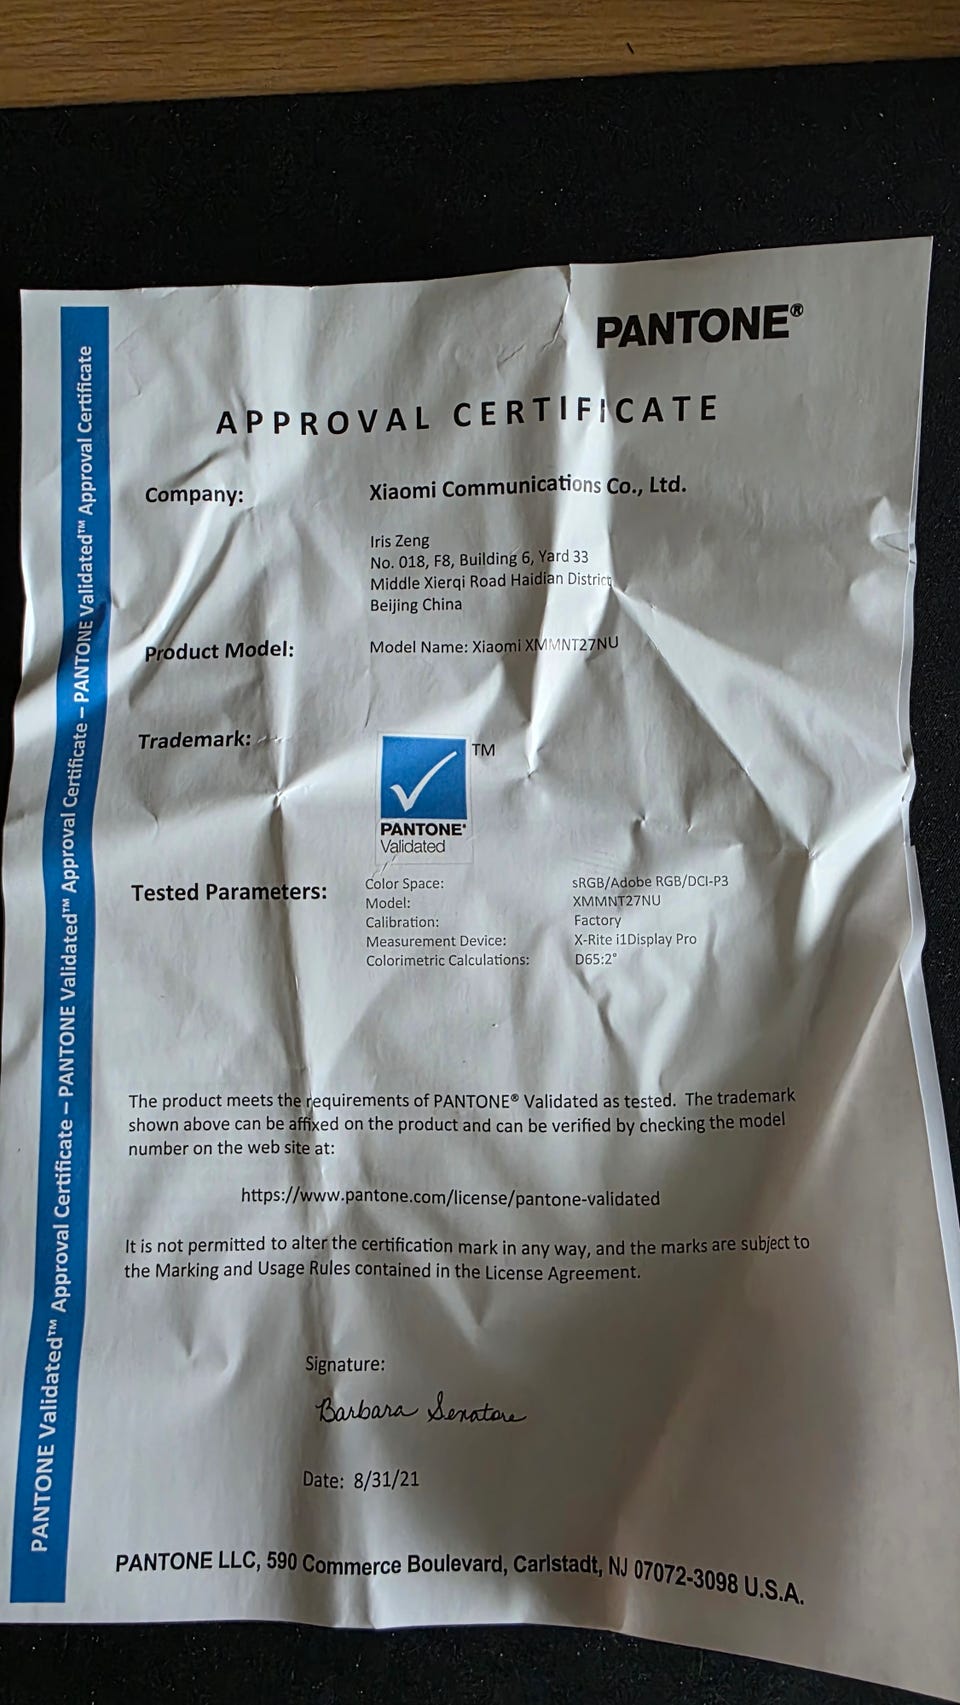 PANTONE®
APPROVAL CERTIFICATE
Company: Xiaomi Communications Co., Ltd.
Iris Zeng
No. 018, F8, Building 6, Yard 33
Middle Xierqi Road Haidian District
Beijing China
Product Model: Model Name: Xiaomi XMMNT27NU
Trademark:
TM
PANTONE®
Validated
Tested Parameters:
Color Space: sRGB/Adobe RGB/DCI-P3
Model: XMMNT27NU
Calibration: Factory
Measurement Device: X-Rite i1Display Pro
Colorimetric Calculations: D65:2°
The product meets the requirements of PANTONE® Validated as tested. The trademark
shown above can be affixed on the product and can be verified by checking the model
number on the web site at:
https://www.pantone.com/license/pantone-validated
It is not permitted to alter the certification mark in any way, and the marks are subject to
the Marking and Usage Rules contained in the License Agreement.
Signature:
Barbara Senatore
Date: 8/31/21
PANTONE LLC, 590 Commerce Boulevard, Carlstadt, NJ 07072-3098 U.S.A.
PANTONE Validated™ Approval Certificate – PANTONE Validated™ Approval Certificate – PANTONE Validated™ Approval Certificate